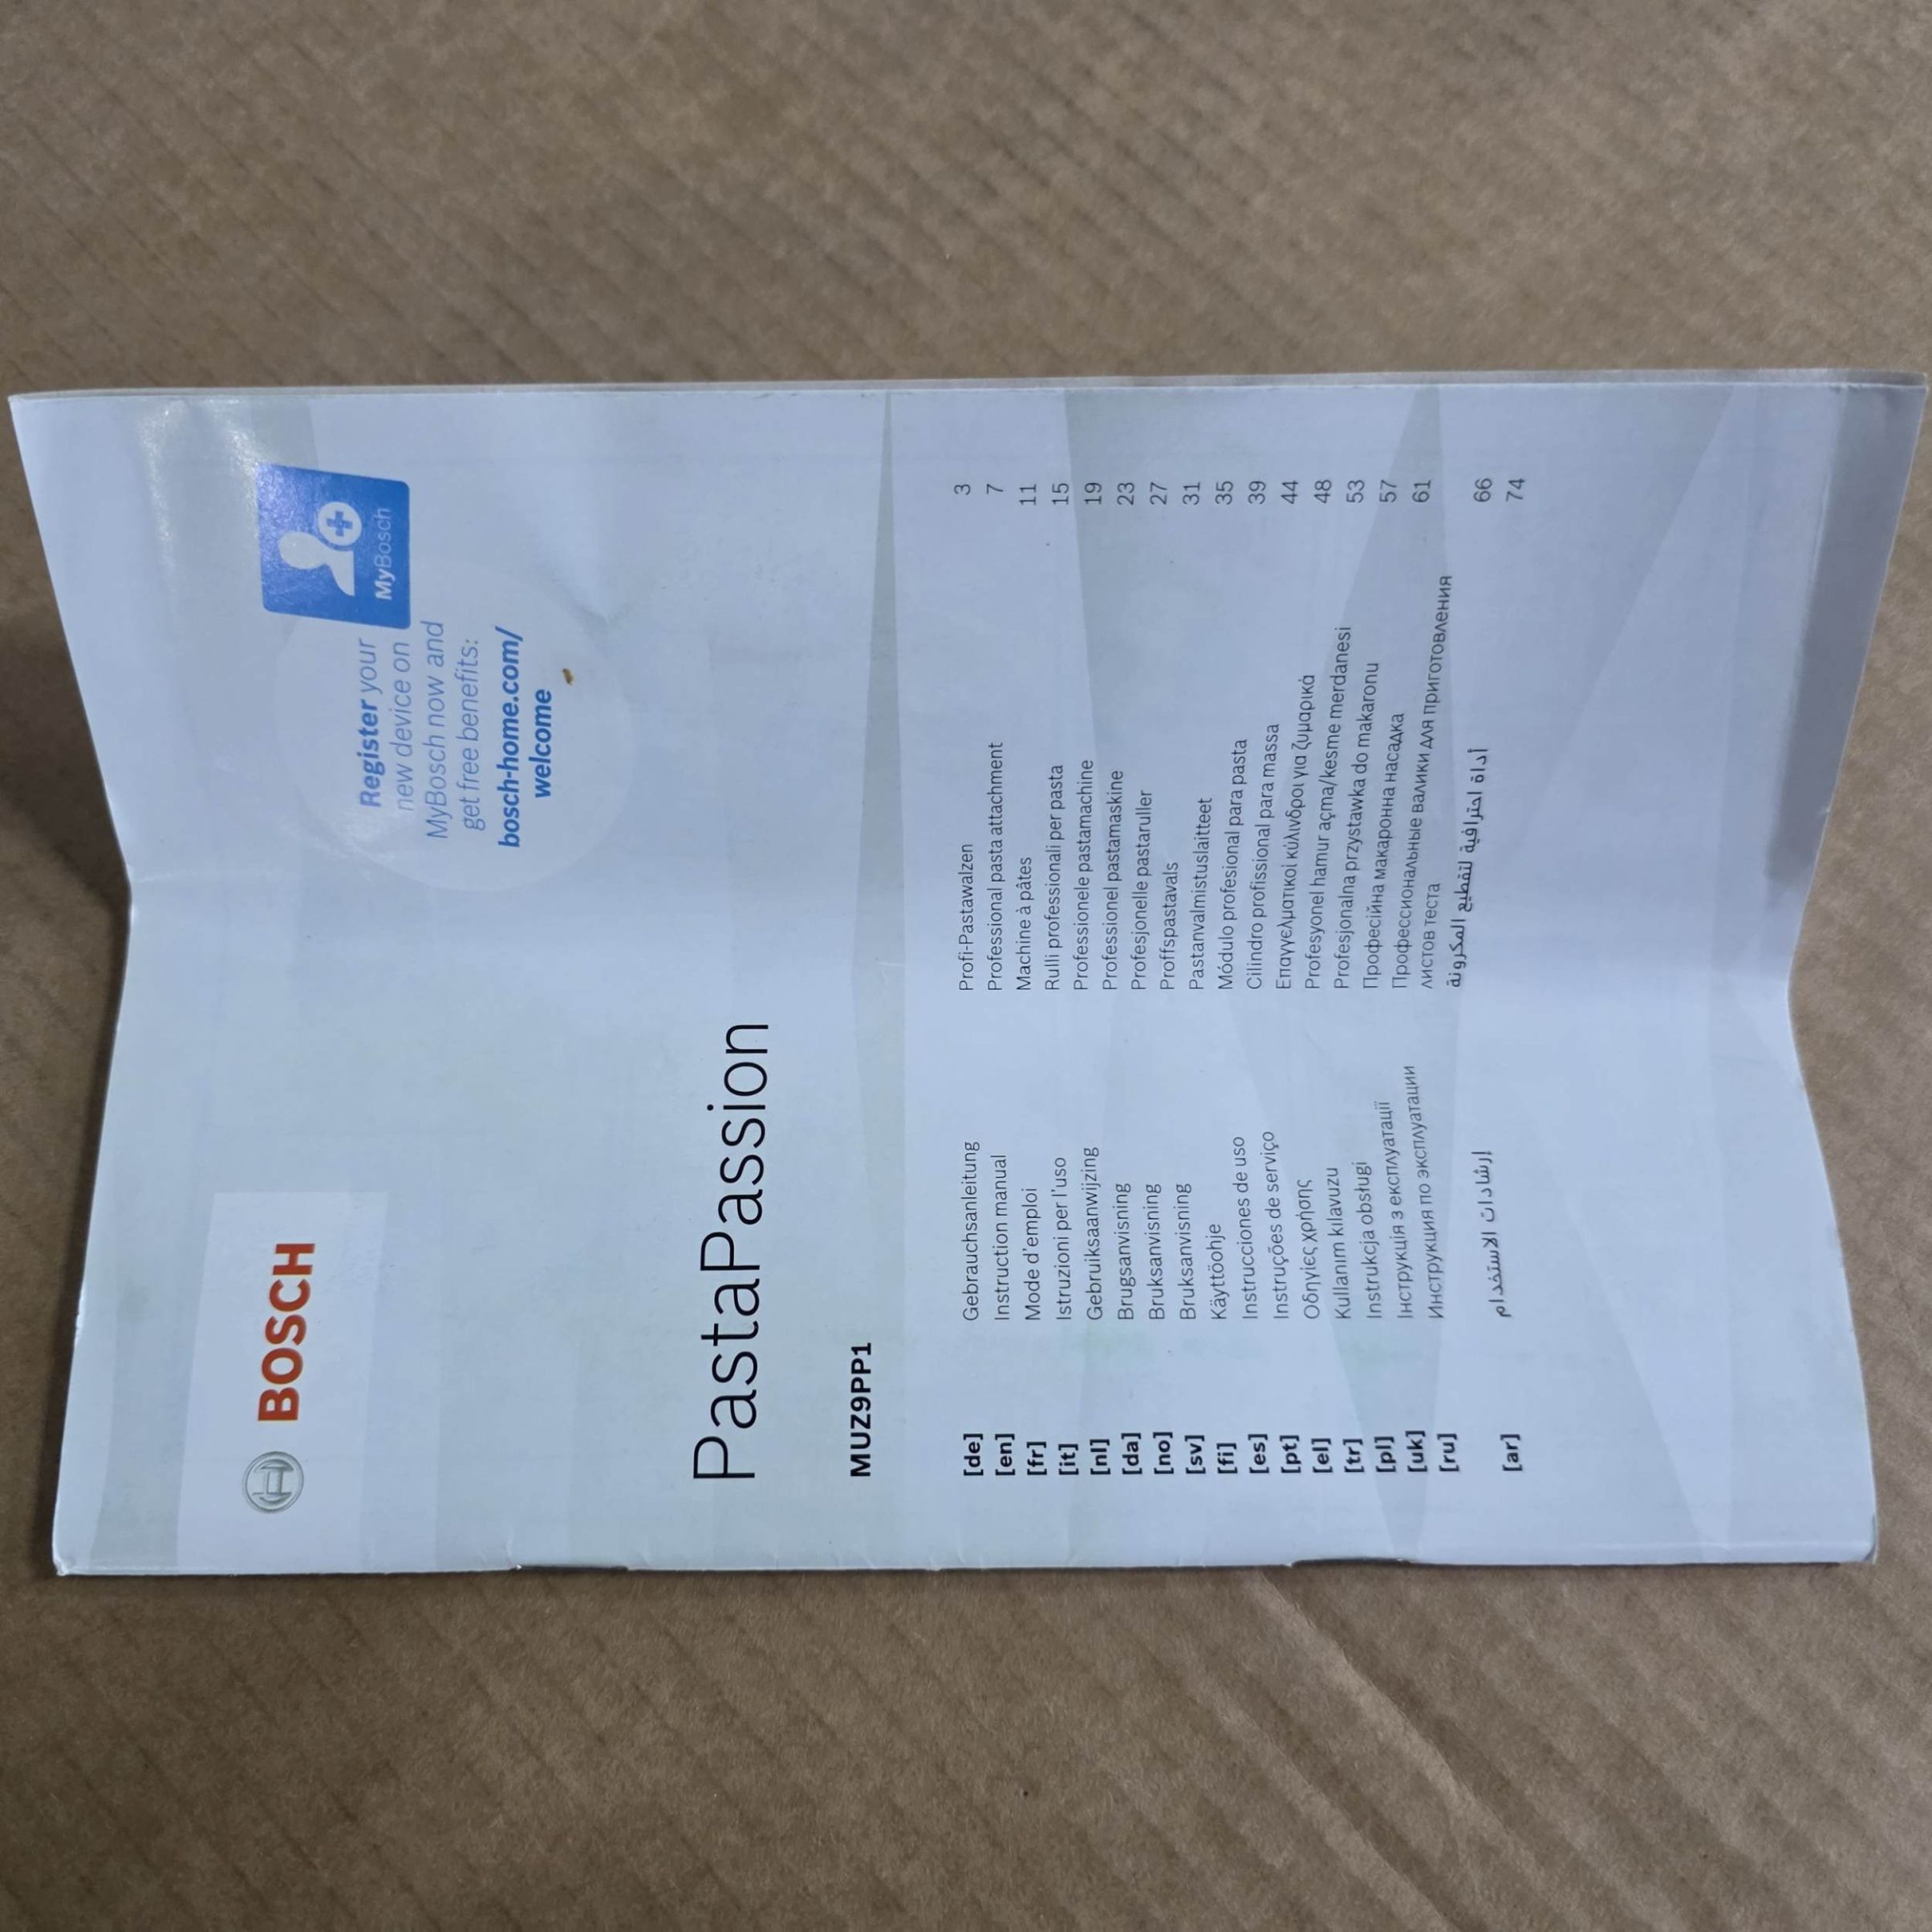 BOSCH
Register your
new device on
MyBosch now and
get free benefits:
bosch-home.com/
welcome
MyBosch
PastaPassion
MUZ9PP1
[de] Gebrauchsanleitung Profi-Pastawalzen 3
[en] Instruction manual Professional pasta attachment 7
[fr] Mode d'emploi Machine à pâtes 11
[it] Istruzioni per l'uso Rulli professionali per pasta 15
[nl] Gebruiksaanwijzing Professionele pastamachine 19
[da] Brugsanvisning Professionel pastamaskine 23
[no] Bruksanvisning Profesjonelle pastaruller 27
[sv] Bruksanvisning Proffspastavals 31
[fi] Käyttöohje Pastanvalmistuslaitteet 35
[es] Instrucciones de uso Módulo profesional para pasta 39
[pt] Instruções de serviço Cilindro profissional para massa 44
[el] Οδηγίες χρήσης Επαγγελματικοί κύλινδροι για ζυμαρικά 48
[tr] Kullanım kılavuzu Profesyonel hamur açma/kesme merdanesi 53
[pl] Instrukcja obsługi Profesjonalna przystawka do makaronu 57
[uk] Інструкція з експлуатації Професійна макаронна насадка 61
[ru] Инструкция по эксплуатации Профессиональные валики для приготовления
листов теста 66
[ar] إرشادات الاستخدام أداة احترافية لتقطيع المكرونة 74